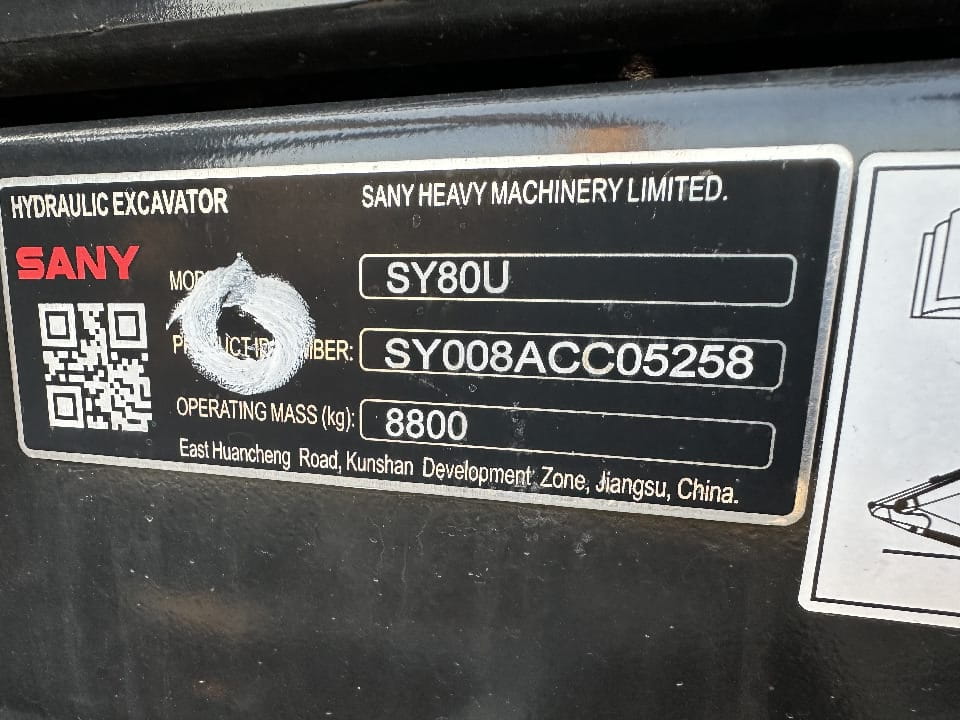 HYDRAULIC EXCAVATOR
SANY HEAVY MACHINERY LIMITED.
SANY
SY80U
SY008ACC05258
OPERATING MASS (kg): 8800
East Huancheng Road, Kunshan Development Zone, Jiangsu, China.